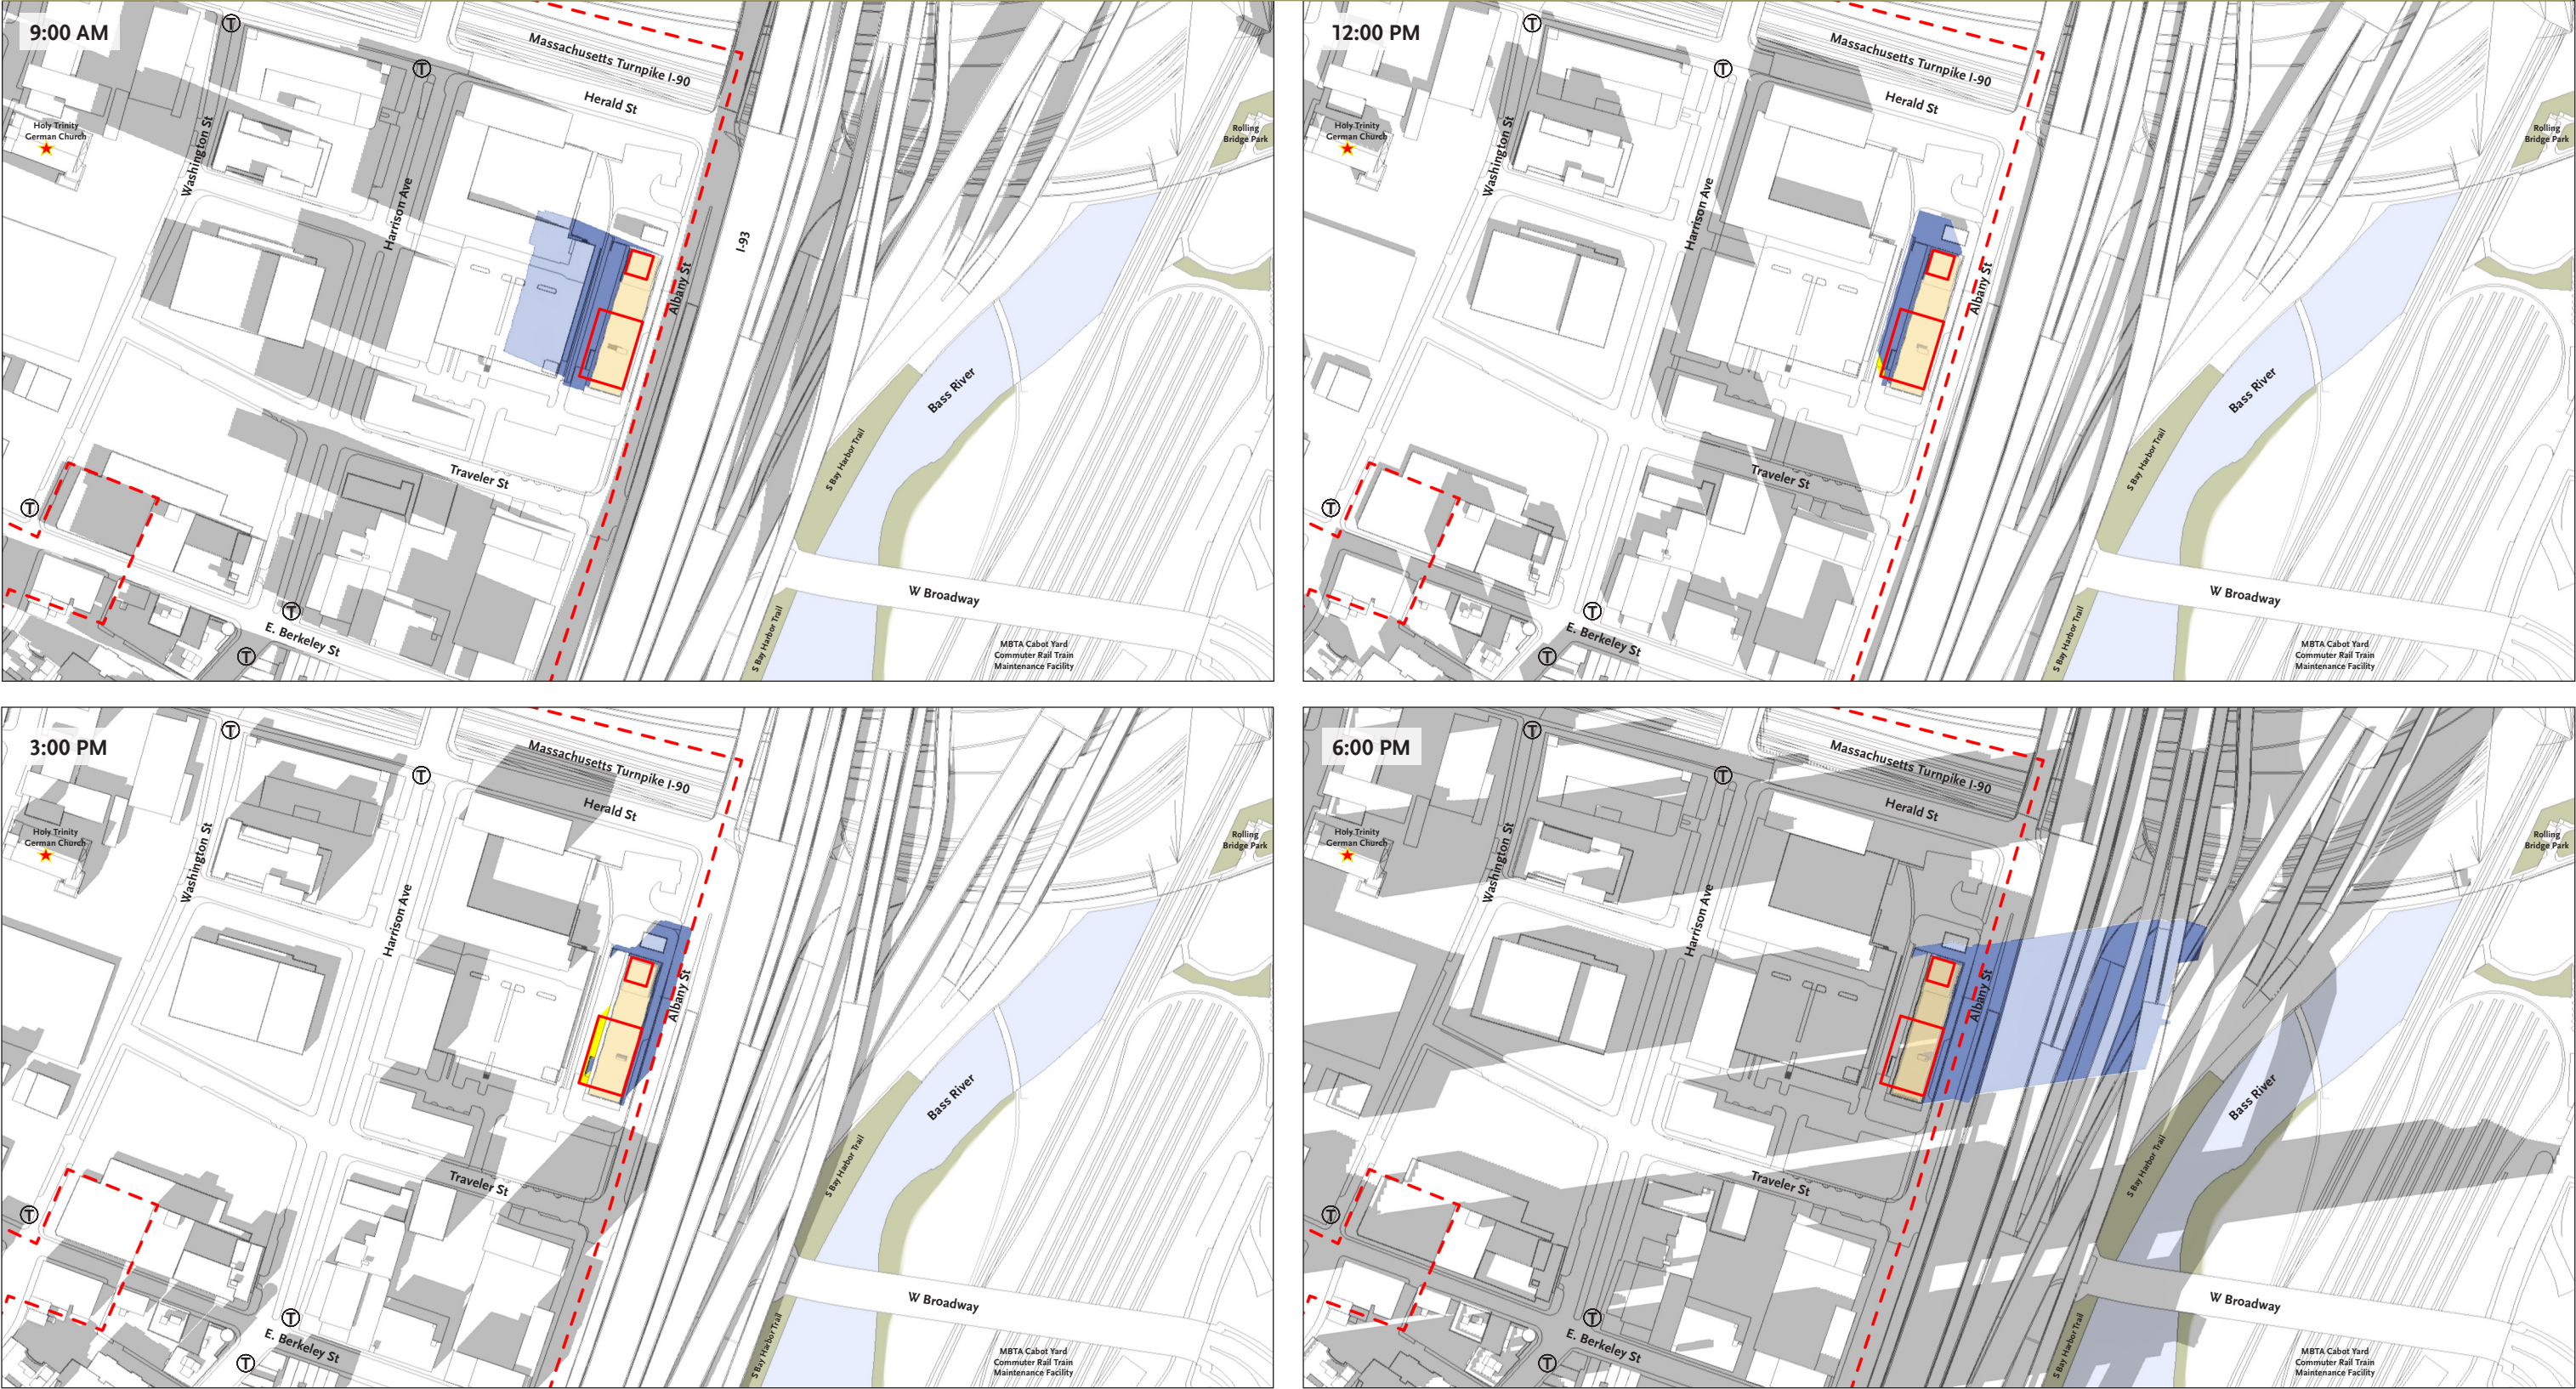 9:00 AM
T
T
Massachusetts Turnpike I-90
Herald St
Holy Trinity
German Church
Washington St
Harrison Ave
I-93
Albany St
Rolling
Bridge Park
Bass River
S Bay Harbor Trail
Traveler St
T
T
T
E. Berkeley St
W Broadway
S Bay Harbor Trail
MBTA Cabot Yard
Commuter Rail Train
Maintenance Facility
12:00 PM
T
T
Massachusetts Turnpike I-90
Herald St
Holy Trinity
German Church
Washington St
Harrison Ave
Albany St
Rolling
Bridge Park
Bass River
S Bay Harbor Trail
Traveler St
T
T
T
E. Berkeley St
W Broadway
S Bay Harbor Trail
MBTA Cabot Yard
Commuter Rail Train
Maintenance Facility
3:00 PM
T
T
Massachusetts Turnpike I-90
Herald St
Holy Trinity
German Church
Washington St
Harrison Ave
Albany St
Rolling
Bridge Park
Bass River
S Bay Harbor Trail
Traveler St
T
T
T
E. Berkeley St
W Broadway
S Bay Harbor Trail
MBTA Cabot Yard
Commuter Rail Train
Maintenance Facility
6:00 PM
T
T
Massachusetts Turnpike I-90
Herald St
Holy Trinity
German Church
Washington St
Harrison Ave
Albany St
Rolling
Bridge Park
Bass River
S Bay Harbor Trail
Traveler St
T
T
T
E. Berkeley St
W Broadway
S Bay Harbor Trail
MBTA Cabot Yard
Commuter Rail Train
Maintenance Facility